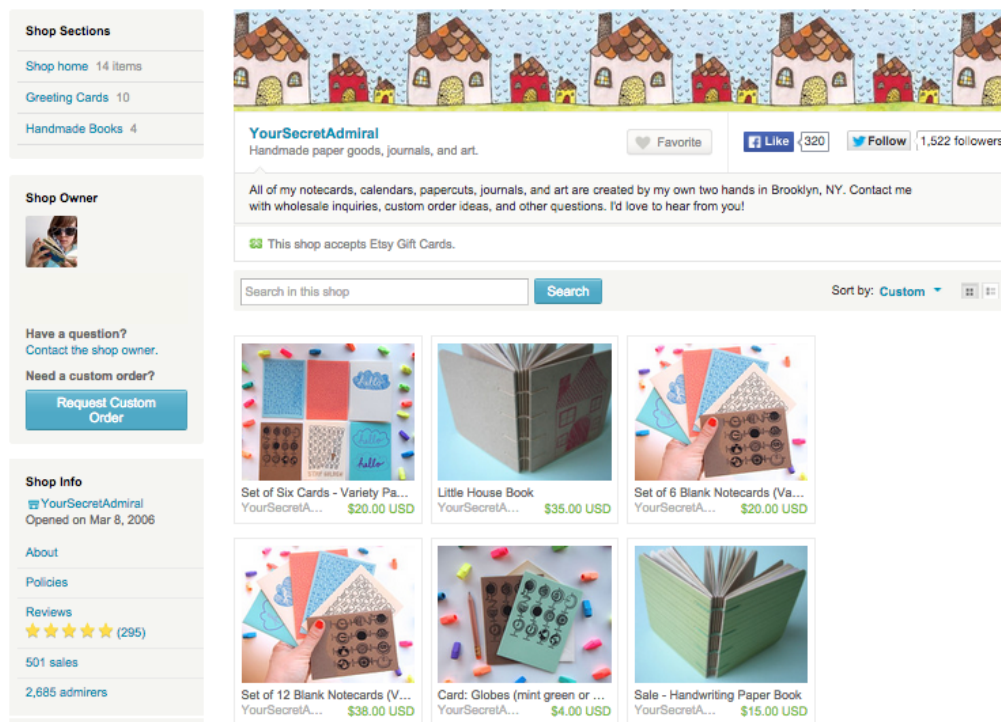 Shop Sections
Shop home 14 items
Greeting Cards 10
Handmade Books 4
Shop Owner
Have a question?
Contact the shop owner.
Need a custom order?
Request Custom
Order
Shop Info
YourSecretAdmiral
Opened on Mar 8, 2006
About
Policies
Reviews
(295)
501 sales
2,685 admirers
YourSecretAdmiral
Handmade paper goods, journals, and art.
Favorite
Like 320
Follow 1,522 followers
All of my notecards, calendars, papercuts, journals, and art are created by my own two hands in Brooklyn, NY. Contact me
with wholesale inquiries, custom order ideas, and other questions. I'd love to hear from you!
This shop accepts Etsy Gift Cards.
Search in this shop
Search
Sort by: Custom
hello
hello
hello
Set of Six Cards - Variety Pa...
YourSecretA... $20.00 USD
Little House Book
YourSecretA... $35.00 USD
Set of 6 Blank Notecards (Va...
YourSecretA... $20.00 USD
Set of 12 Blank Notecards (V...
YourSecretA... $38.00 USD
Card: Globes (mint green or ...
YourSecretA... $4.00 USD
Sale - Handwriting Paper Book
YourSecretA... $15.00 USD